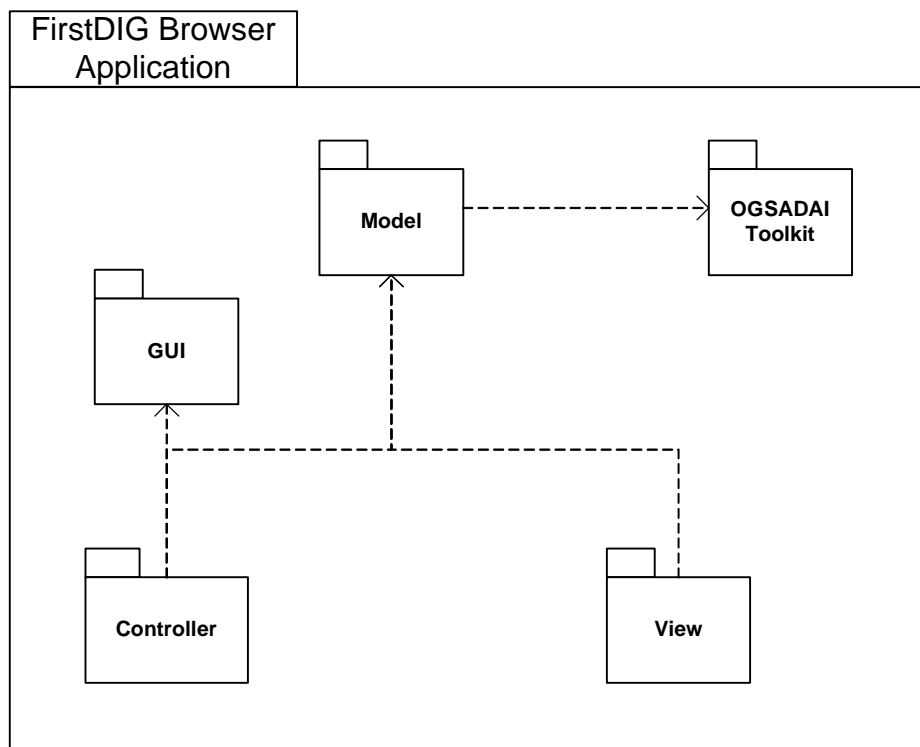 FirstDIG Browser
Application
Model
OGSADAI
Toolkit
GUI
Controller
View